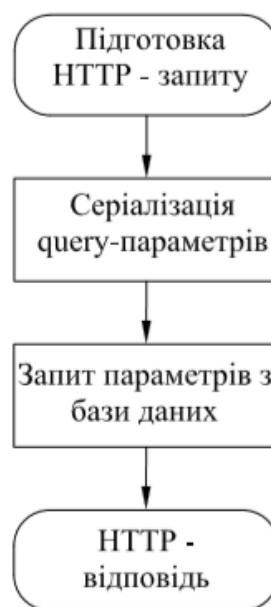 Підготовка
HTTP - запиту
Серіалізація
query-параметрів
Запит параметрів з
бази даних
HTTP -
відповідь